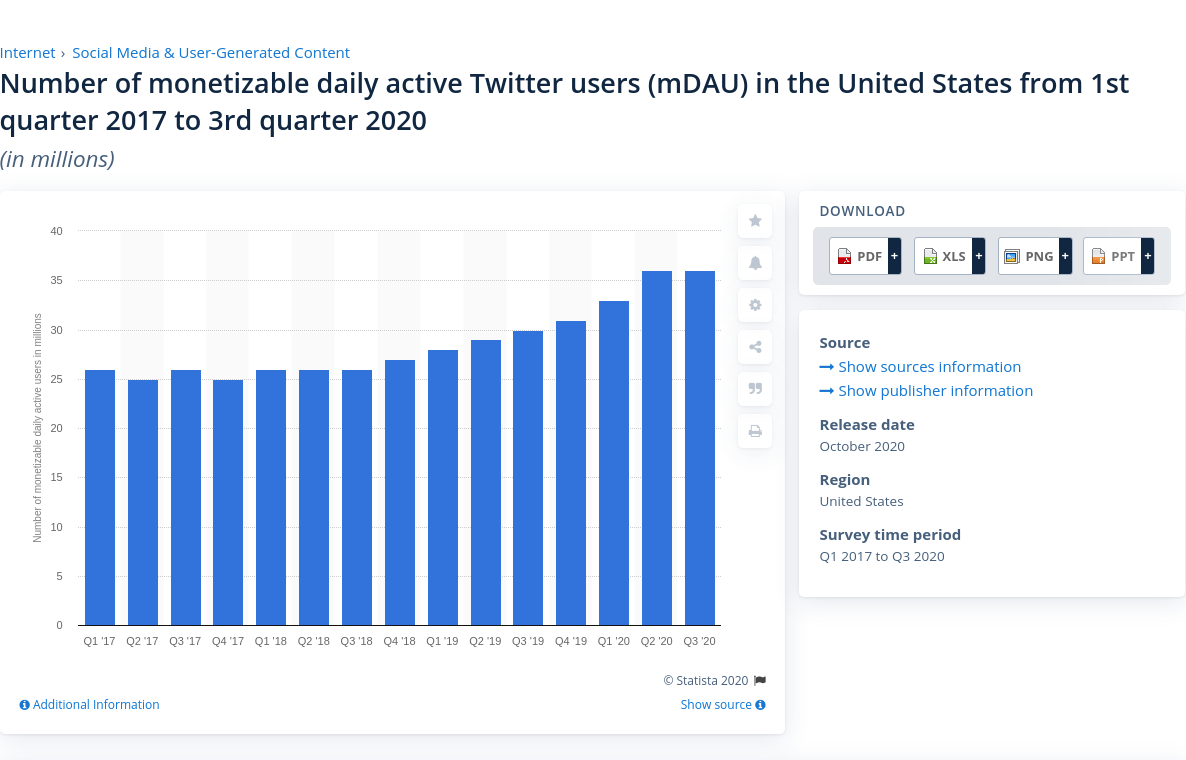 Internet › Social Media & User-Generated Content
Number of monetizable daily active Twitter users (mDAU) in the United States from 1st
quarter 2017 to 3rd quarter 2020
(in millions)
Number of monetizable daily active users in millions
40
35
30
25
20
15
10
5
0
Q1 '17 Q2 '17 Q3 '17 Q4 '17 Q1 '18 Q2 '18 Q3 '18 Q4 '18 Q1 '19 Q2 '19 Q3 '19 Q4 '19 Q1 '20 Q2 '20 Q3 '20
© Statista 2020
Additional Information
Show source
DOWNLOAD
PDF + XLS + PNG + PPT +
Source
Show sources information
Show publisher information
Release date
October 2020
Region
United States
Survey time period
Q1 2017 to Q3 2020